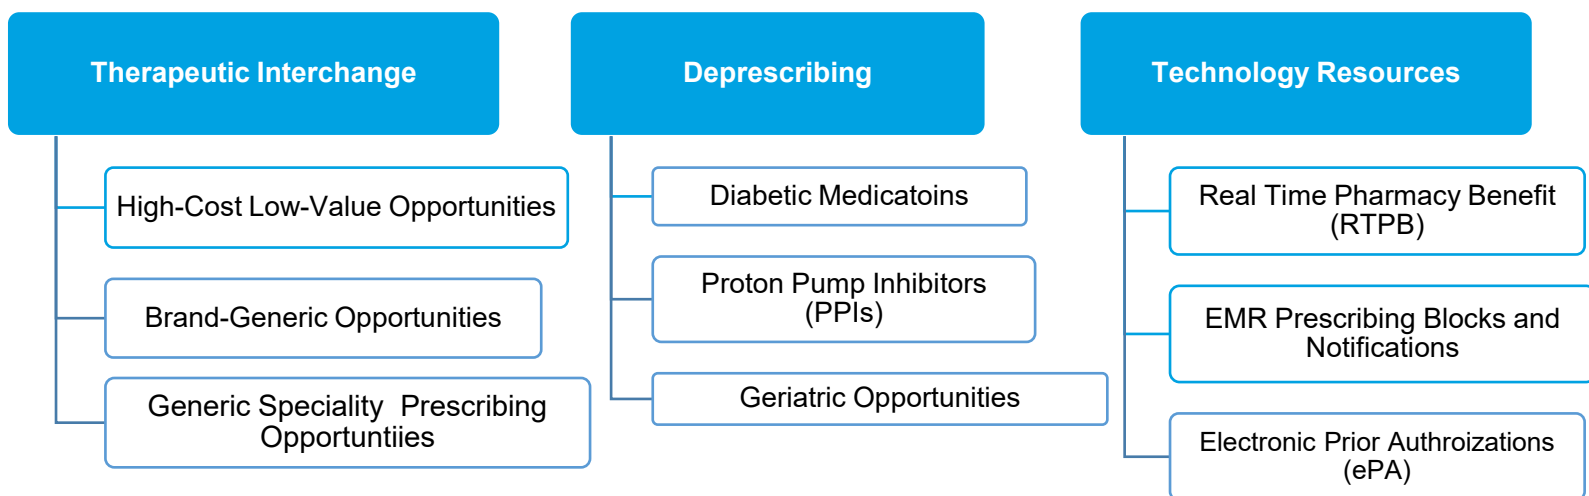 Therapeutic Interchange
High-Cost Low-Value Opportunities
Brand-Generic Opportunities
Generic Speciality  Prescribing
Opportuntiies
Deprescribing
Diabetic Medicatoins
Proton Pump Inhibitors
(PPIs)
Geriatric Opportunities
Technology Resources
Real Time Pharmacy Benefit
(RTPB)
EMR Prescribing Blocks and
Notifications
Electronic Prior Authroizations
(ePA)